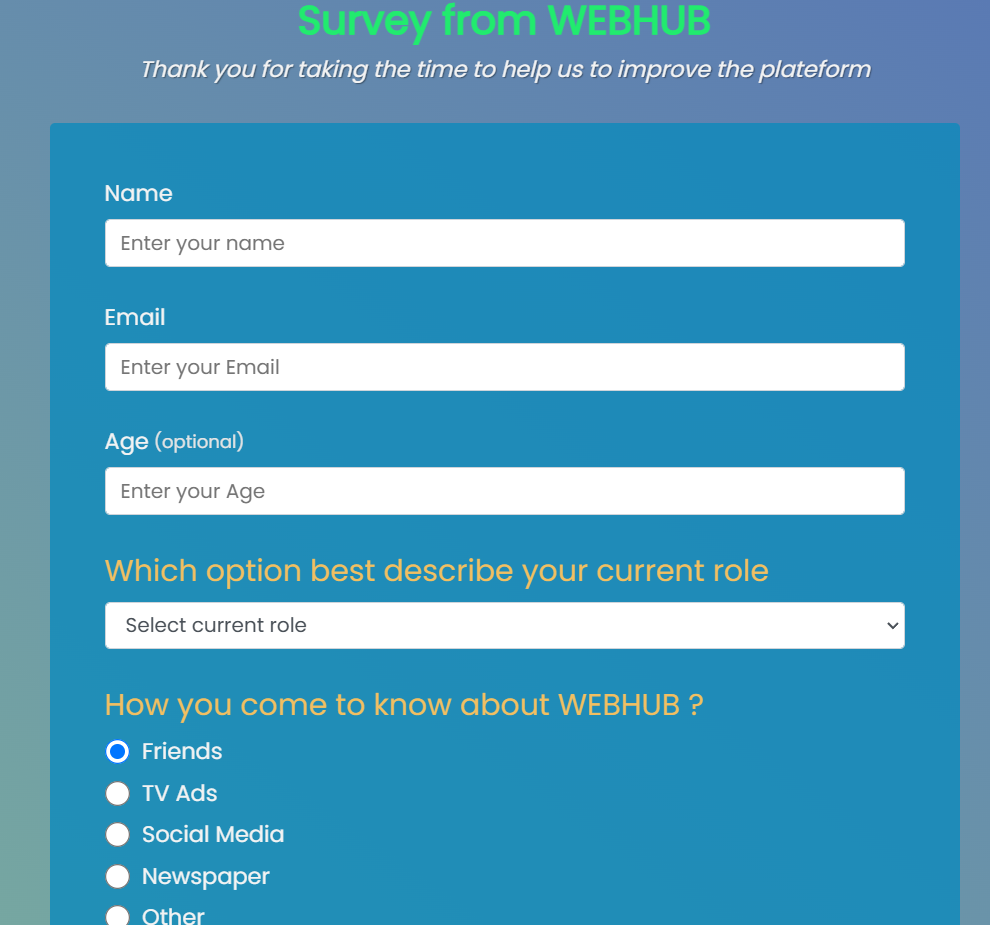 Survey from WEBHUB
Thank you for taking the time to help us to improve the plateform
Name
Enter your name
Email
Enter your Email
Age (optional)
Enter your Age
Which option best describe your current role
Select current role
How you come to know about WEBHUB ?
Friends
TV Ads
Social Media
Newspaper
Other